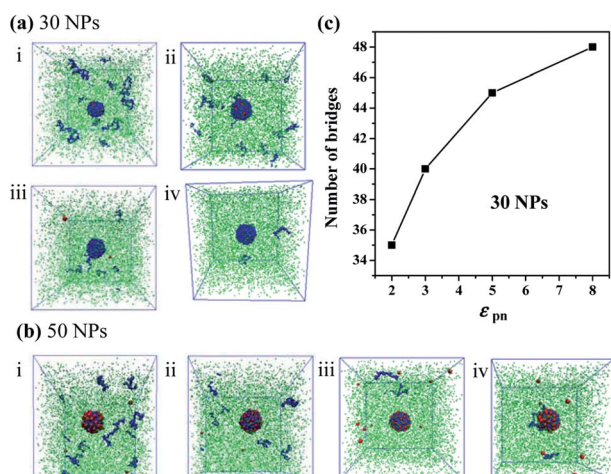 (a) 30 NPs
i
ii
iii
iv
(c)
Number of bridges
48
46
44
42
40
38
36
34
2
3
4
5
6
7
8
30 NPs
εpn
(b) 50 NPs
i
ii
iii
iv